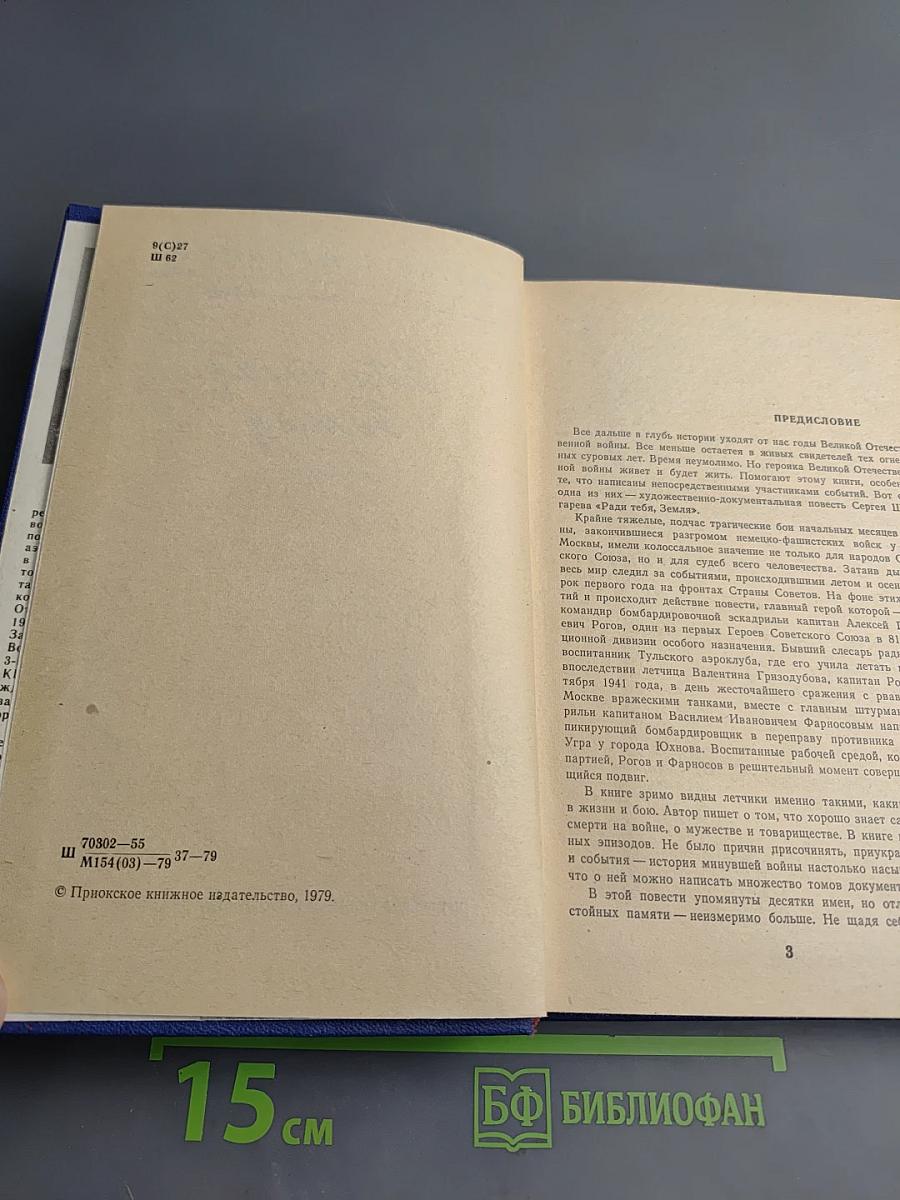 9(С)27
Ш 62
Ш 70302—55
М154(03)—79 37—79
© Приокское книжное издательство, 1979.
ПРЕДИСЛОВИЕ
Все дальше в глубь истории уходят от нас годы Великой Отечест
венной войны. Все меньше остается в живых свидетелей тех огне
ных суровых лет. Время неумолимо. Но героика Великой Отечестве
ной войны живет и будет жить. Помогают этому книги, особен
те, что написаны непосредственными участниками событий. Вот
одна из них — художественно-документальная повесть Сергея Ш
гарева «Ради тебя, Земля».
Крайне тяжелые, подчас трагические бои начальных месяцев
ны, закончившиеся разгромом немецко-фашистских войск у
Москвы, имели колоссальное значение не только для народов С
ского Союза, но и для судеб всего человечества. Затаив ды
весь мир следил за событиями, происходившими летом и осен
рок первого года на фронтах Страны Советов. На фоне этих
тий и происходит действие повести, главный герой которой —
командир бомбардировочной эскадрильи капитан Алексей
евич Рогов, один из первых Героев Советского Союза в 81
ционной дивизии особого назначения. Бывший слесарь ради
воспитанник Тульского аэроклуба, где его учила летать
впоследствии летчица Валентина Гризодубова, капитан Ро
тября 1941 года, в день жесточайшего сражения с рвав
Москве вражескими танками, вместе с главным штурман
рильи капитаном Василием Ивановичем Фарносовым нап
пикирующий бомбардировщик в переправу противника
Угра у города Юхнова. Воспитанные рабочей средой, ко
партией, Рогов и Фарносов в решительный момент соверш
щийся подвиг.
В книге зримо видны летчики именно такими, каки
в жизни и бою. Автор пишет о том, что хорошо знает са
смерти на войне, о мужестве и товариществе. В книге
ных эпизодов. Не было причин присочинять, приукра
и события — история минувшей войны настолько насы
что о ней можно написать множество томов документ
В этой повести упомянуты десятки имен, но отл
стойных памяти — неизмеримо больше. Не щадя себ
3
15 см
БФ БИБЛИОФАН